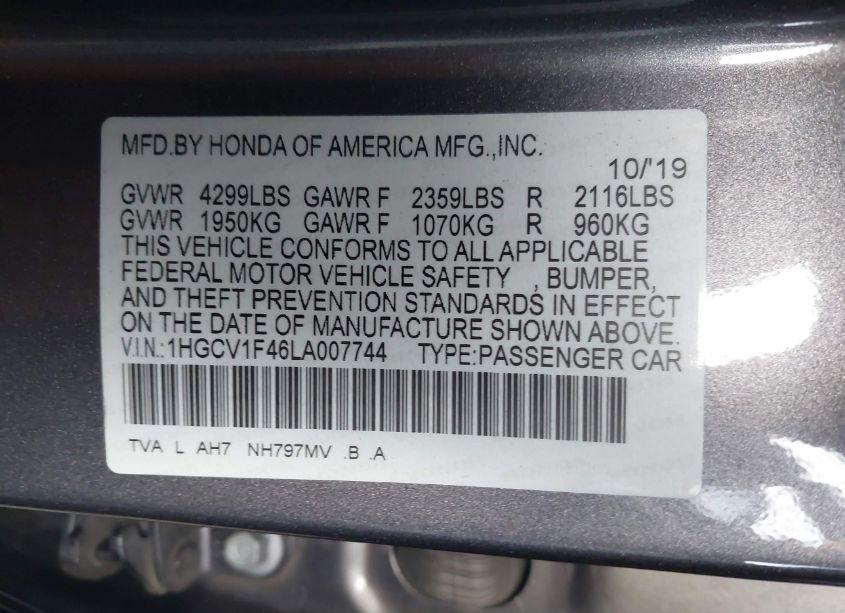 MFD.BY HONDA OF AMERICA MFG.,INC.
10/'19
GVWR 4299LBS GAWR F 2359LBS R 2116LBS
GVWR 1950KG GAWR F 1070KG R 960KG
THIS VEHICLE CONFORMS TO ALL APPLICABLE
FEDERAL MOTOR VEHICLE SAFETY , BUMPER,
AND THEFT PREVENTION STANDARDS IN EFFECT
ON THE DATE OF MANUFACTURE SHOWN ABOVE.
V.I.N.:1HGCV1F46LA007744 TYPE:PASSENGER CAR
TVA L AH7 NH797MV .B .A